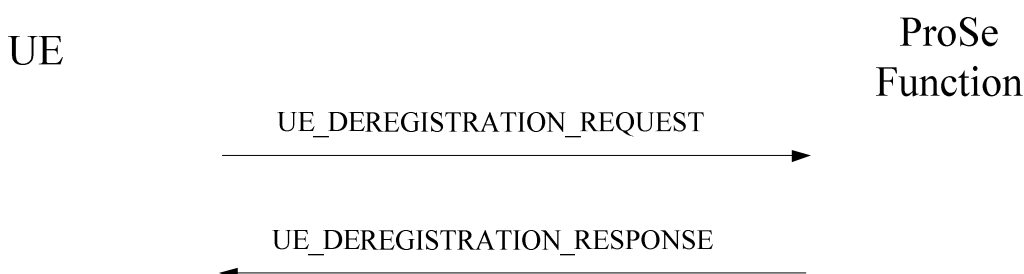 UE
ProSe
Function
UE_DEREGISTRATION_REQUEST
UE_DEREGISTRATION_RESPONSE